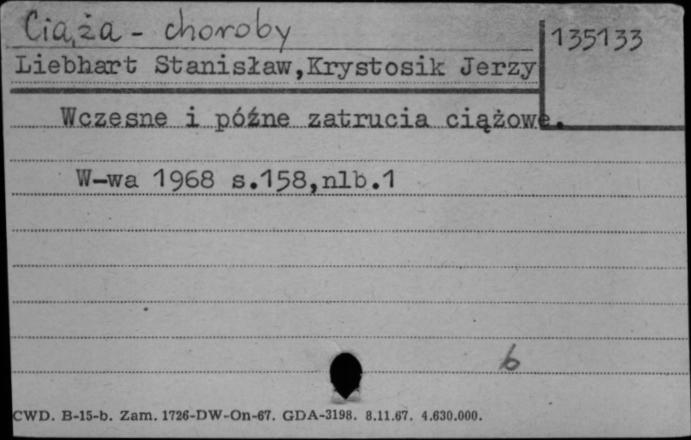 Ciąża - choroby
135133
Liebhart Stanisław,Krystosik Jerzy
Wczesne i późne zatrucia ciążowe.
W-wa 1968 s.158,nlb.1
b
CWD. B-15-b. Zam. 1726-DW-On-67. GDA-3198. 8.11.67. 4.630.000.